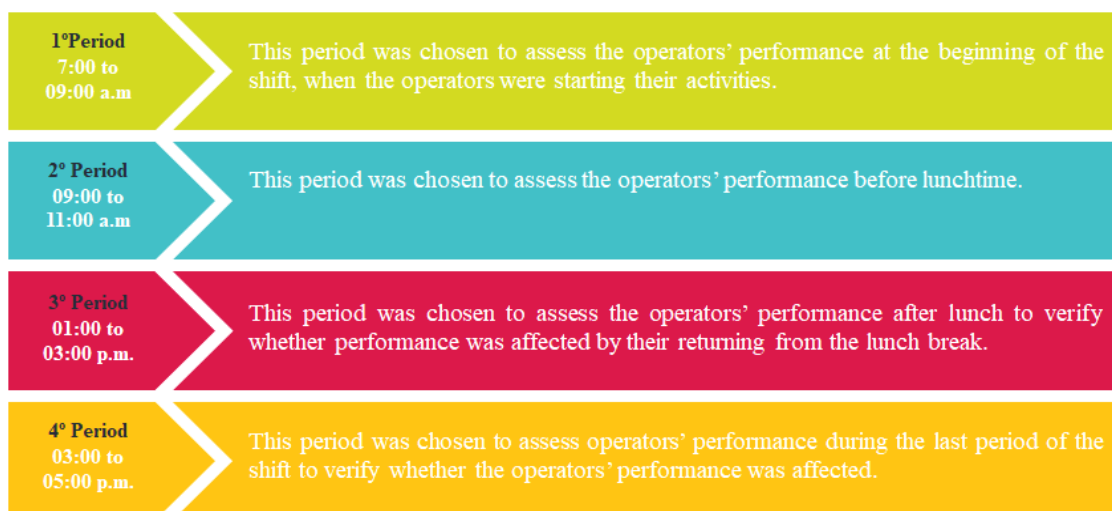 1ºPeriod
7:00 to
09:00 a.m
This period was chosen to assess the operators’ performance at the beginning of the
shift, when the operators were starting their activities.
2º Period
09:00 to
11:00 a.m
This period was chosen to assess the operators’ performance before lunchtime.
3º Period
01:00 to
03:00 p.m.
This period was chosen to assess the operators’ performance after lunch to verify
whether performance was affected by their returning from the lunch break.
4º Period
03:00 to
05:00 p.m.
This period was chosen to assess operators’ performance during the last period of the
shift to verify whether the operators’ performance was affected.